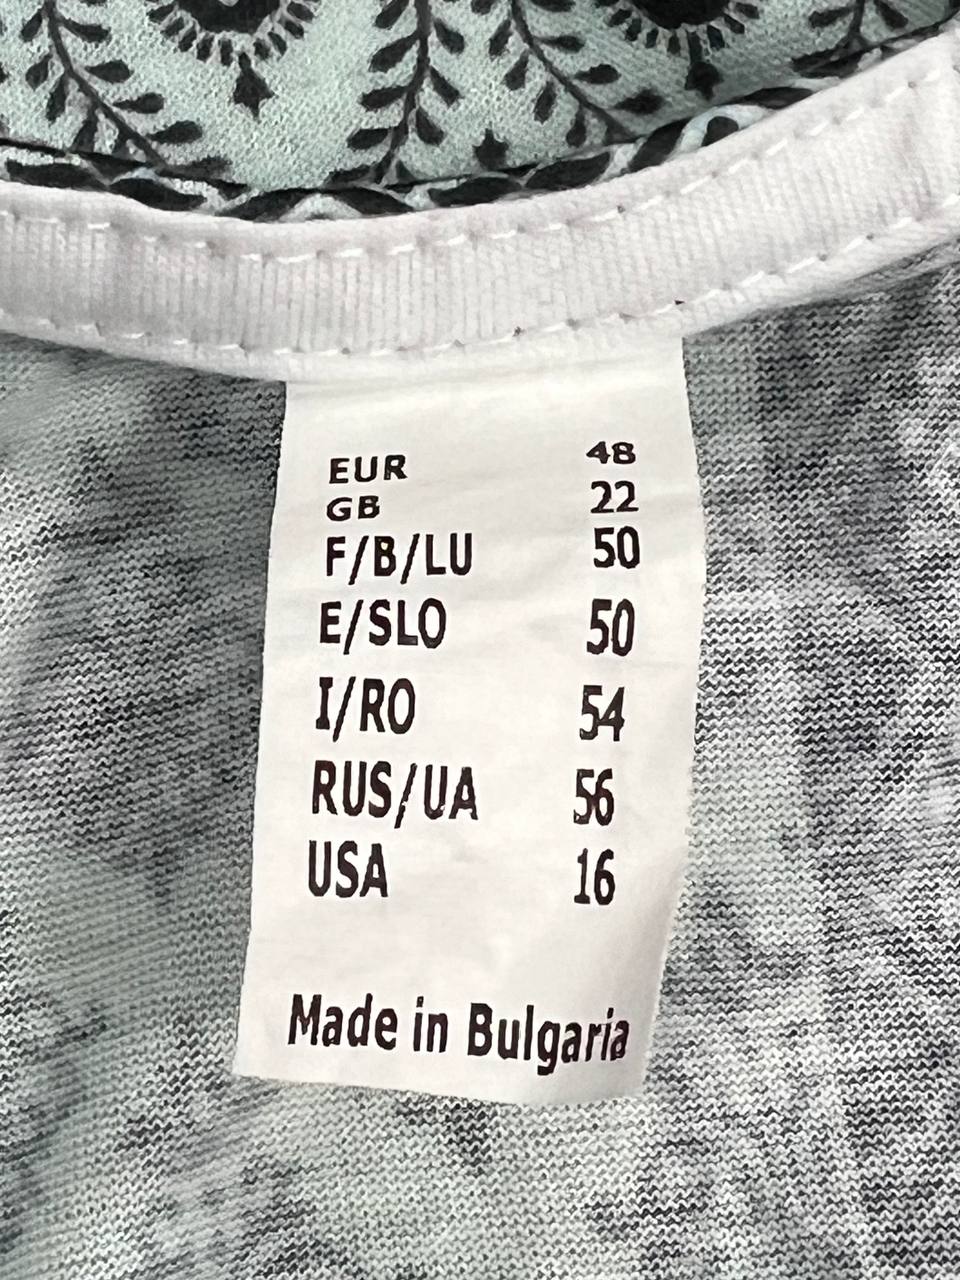 EUR 48
GB 22
F/B/LU 50
E/SLO 50
I/RO 54
RUS/UA 56
USA 16
Made in Bulgaria